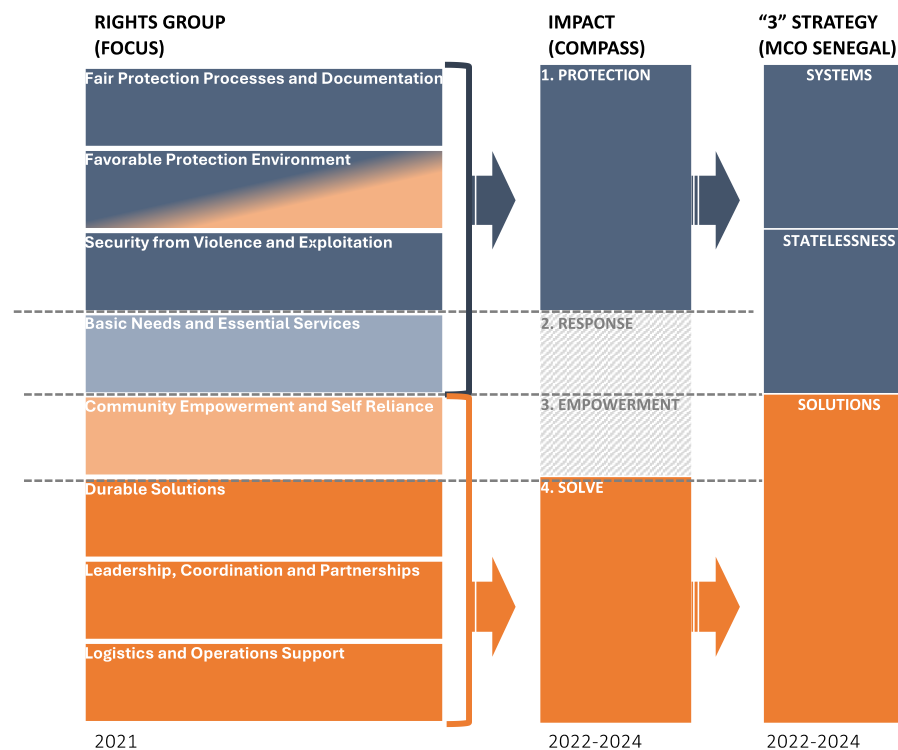 RIGHTS GROUP
(FOCUS)
IMPACT
(COMPASS)
“3” STRATEGY
(MCO SENEGAL)
Fair Protection Processes and Documentation
Favorable Protection Environment
Security from Violence and Exploitation
Basic Needs and Essential Services
Community Empowerment and Self Reliance
Durable Solutions
Leadership, Coordination and Partnerships
Logistics and Operations Support
1. PROTECTION
2. RESPONSE
3. EMPOWERMENT
4. SOLVE
SYSTEMS
STATELESSNESS
SOLUTIONS
2021
2022-2024
2022-2024